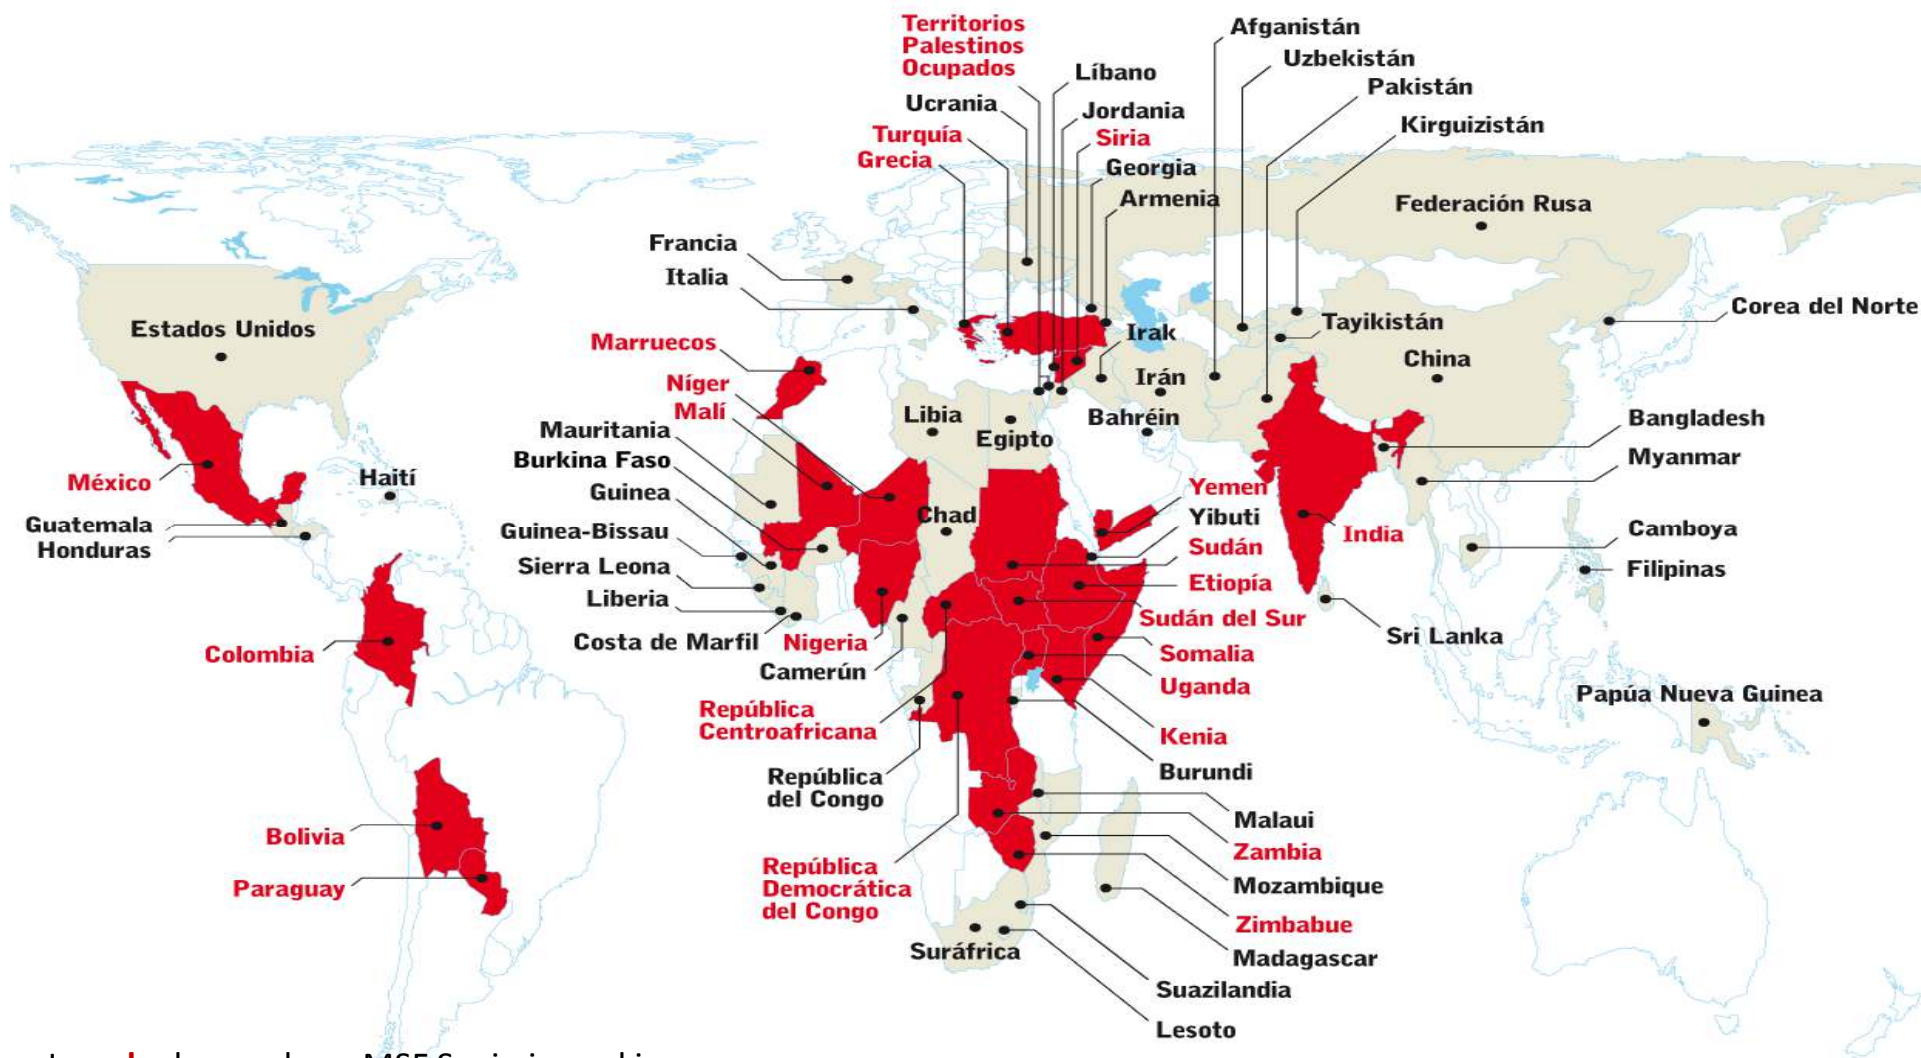 Territorios
Palestinos
Ocupados
Afganistán
Uzbekistán
Líbano
Pakistán
Ucrania
Jordania
Kirguizistán
Turquía
Siria
Grecia
Georgia
Armenia
Federación Rusa
Francia
Italia
Corea del Norte
Estados Unidos
Tayikistán
Irak
Marruecos
China
Irán
Níger
Malí
Libia
Bahréin
Egipto
Bangladesh
Mauritania
Burkina Faso
Myanmar
México
Haití
Guinea
Yemen
Chad
Yibuti
Guatemala
Honduras
Guinea-Bissau
India
Camboya
Sudán
Sierra Leona
Filipinas
Etiopía
Liberia
Sudán del Sur
Costa de Marfil
Nigeria
Sri Lanka
Colombia
Somalia
Camerún
Uganda
Papúa Nueva Guinea
República
Centroafricana
Kenia
República
del Congo
Burundi
Malaui
Bolivia
Zambia
República
Democrática
del Congo
Paraguay
Mozambique
Zimbabue
Suráfrica
Madagascar
Suazilandia
Lesoto